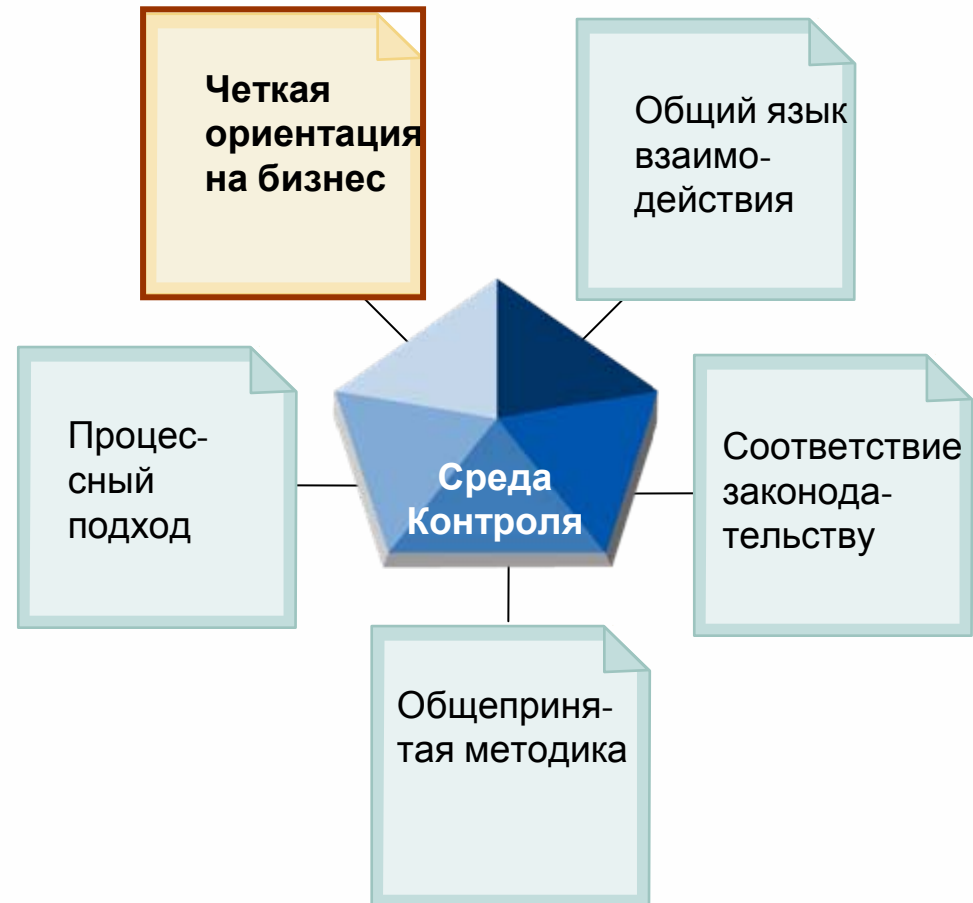 Четкая
ориентация
на бизнес
Общий язык
взаимо-
действия
Процес-
сный
подход
Среда
Контроля
Соответствие
законода-
тельству
Общеприня-
тая методика